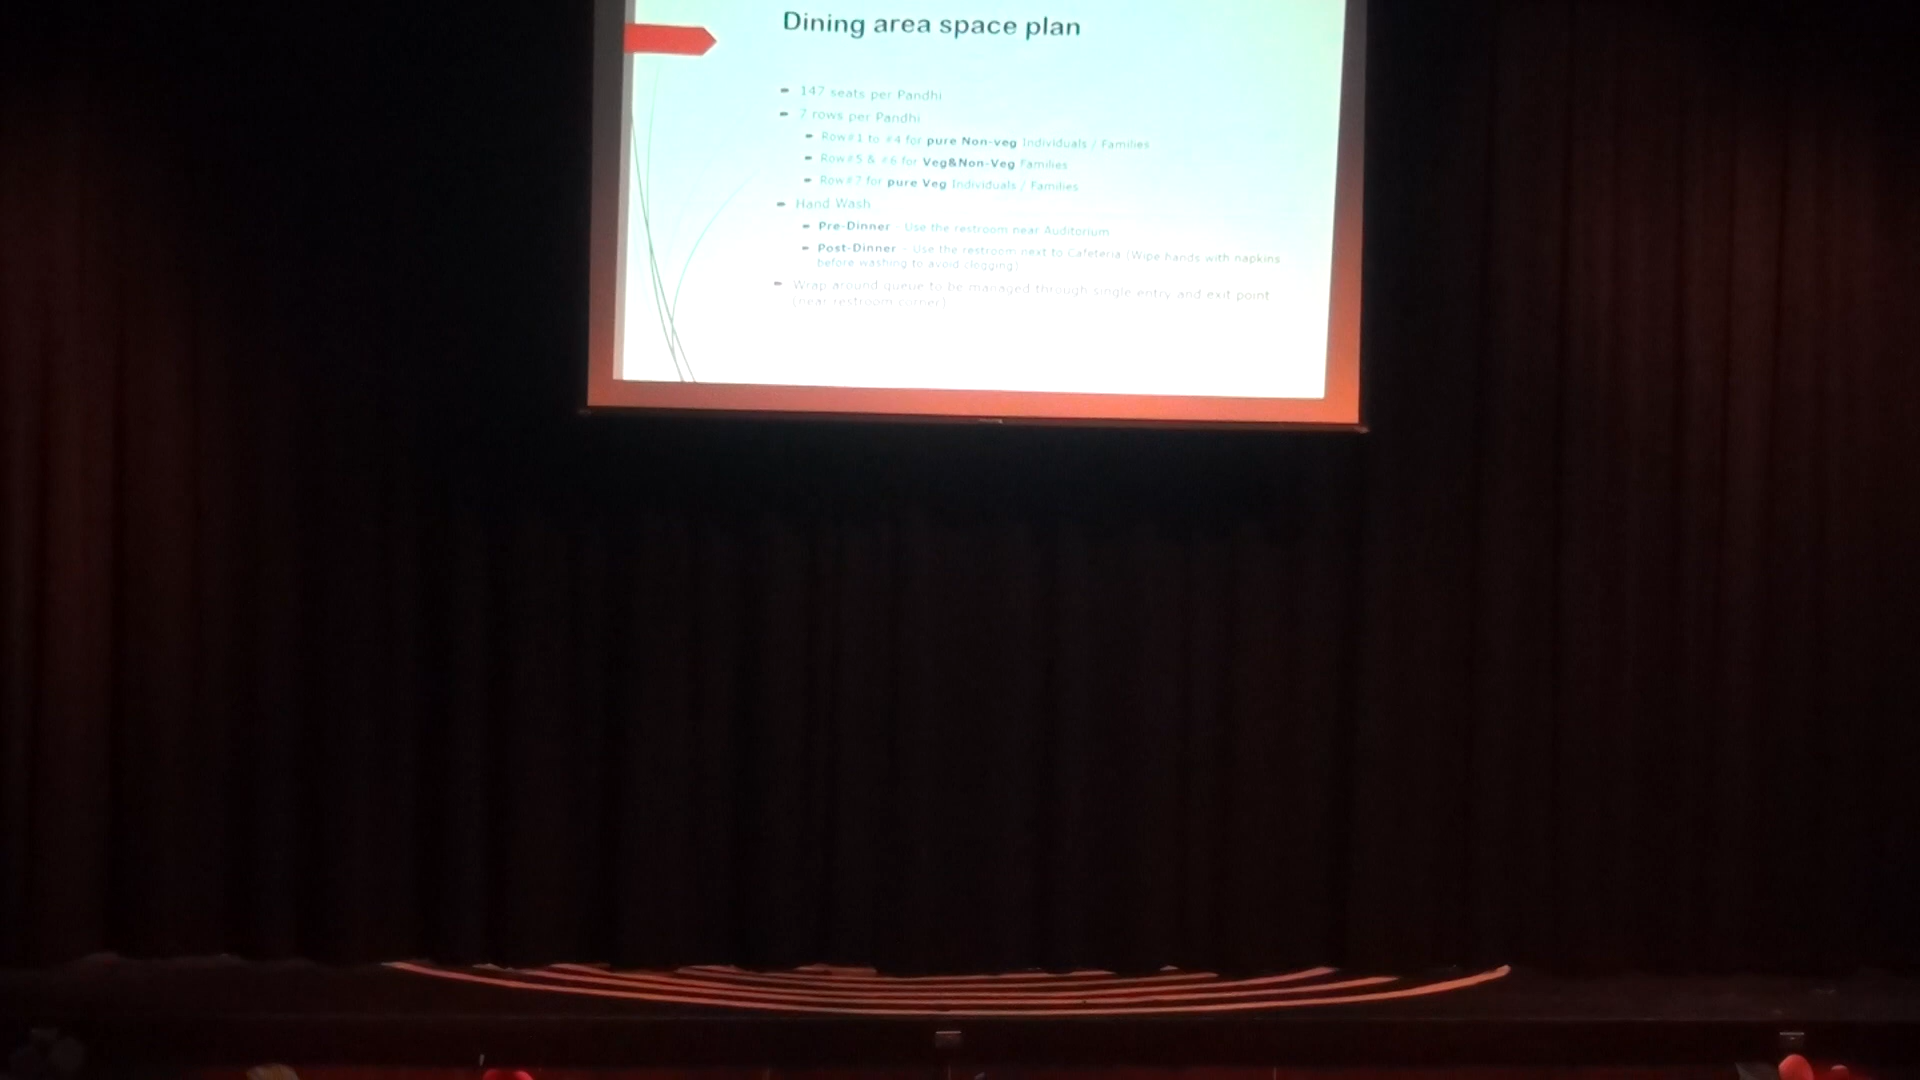 Dining area space plan
147 seats per Pandhi
7 rows per Pandhi
Row#1 to #4 for pure Non-veg Individuals / Families
Row#5 & #6 for Veg&Non-Veg Families
Row#7 for pure Veg Individuals / Families
Hand Wash
Pre-Dinner - Use the restroom near Auditorium
Post-Dinner - Use the restroom next to Cafeteria (Wipe hands with napkins
before washing to avoid clogging)
Wrap around queue to be managed through single entry and exit point
(near restroom corner)